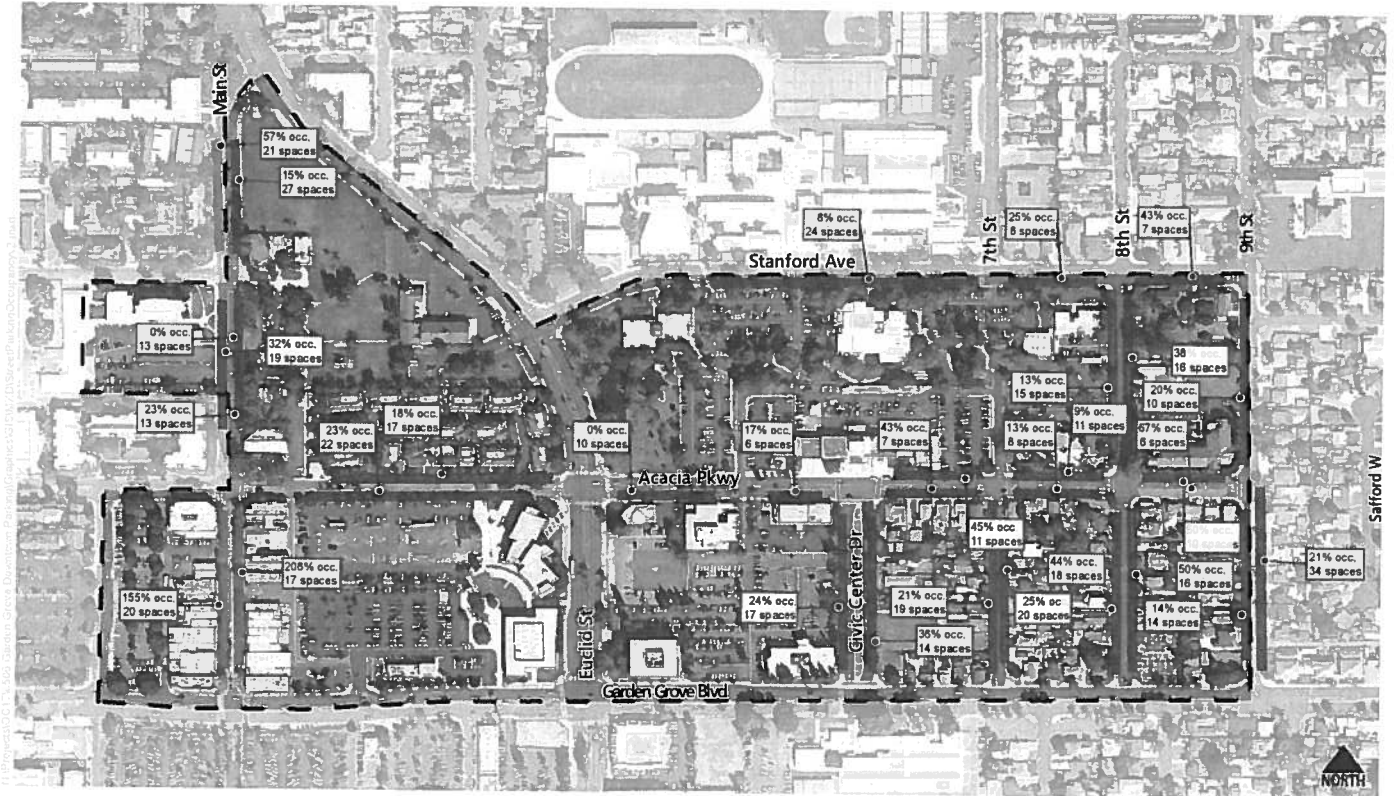 Main St
57% occ.
21 spaces
15% occ.
27 spaces
8% occ.
24 spaces
7th St
25% occ.
8 spaces
8th St
43% occ.
7 spaces
9th St
Stanford Ave
0% occ.
13 spaces
32% occ.
19 spaces
38
16 spaces
13% occ.
15 spaces
20% occ.
10 spaces
23% occ.
13 spaces
18% occ.
17 spaces
9% occ.
11 spaces
23% occ.
22 spaces
0% occ.
10 spaces
17% occ.
6 spaces
43% occ.
7 spaces
13% occ.
8 spaces
67% occ.
6 spaces
Acacia Pkwy
Safford W
45% occ.
11 spaces
21% occ.
34 spaces
206% occ.
17 spaces
44% occ.
18 spaces
50% occ.
16 spaces
155% occ.
20 spaces
24% occ.
17 spaces
Civic Center Dr
21% occ.
19 spaces
25% oc
20 spaces
14% occ.
14 spaces
36% occ.
14 spaces
Euclid St
Garden Grove Blvd
NORTH